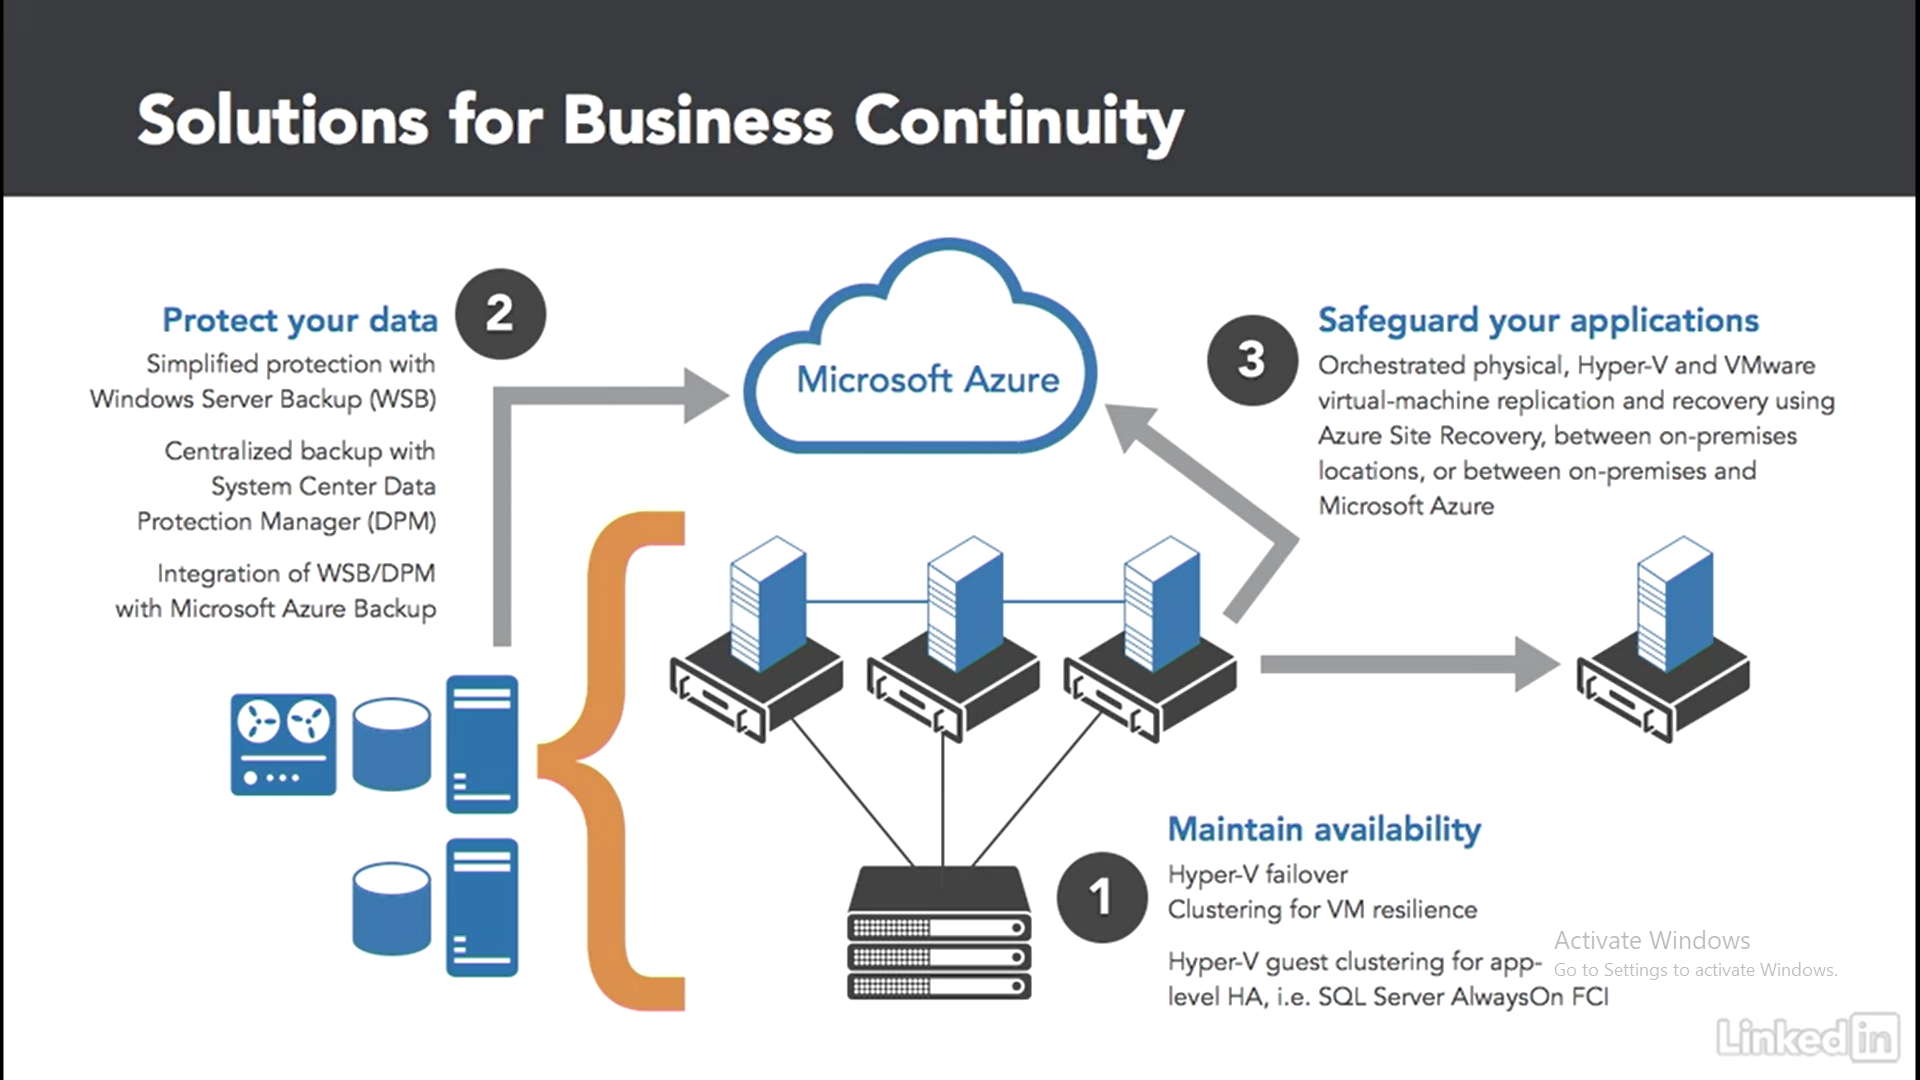 Solutions for Business Continuity
2
Protect your data
Simplified protection with
Windows Server Backup (WSB)
Centralized backup with
System Center Data
Protection Manager (DPM)
Integration of WSB/DPM
with Microsoft Azure Backup
Microsoft Azure
3
Safeguard your applications
Orchestrated physical, Hyper-V and VMware
virtual-machine replication and recovery using
Azure Site Recovery, between on-premises
locations, or between on-premises and
Microsoft Azure
1
Maintain availability
Hyper-V failover
Clustering for VM resilience
Hyper-V guest clustering for app-
level HA, i.e. SQL Server AlwaysOn FCI
Activate Windows
Go to Settings to activate Windows.
Linked in